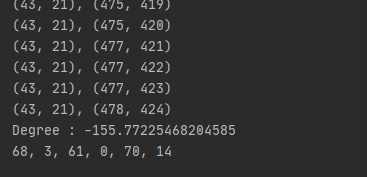 (43, 21), (475, 419)
(43, 21), (475, 420)
(43, 21), (477, 421)
(43, 21), (477, 422)
(43, 21), (477, 423)
(43, 21), (478, 424)
Degree : -155.77225468204585
68, 3, 61, 0, 70, 14